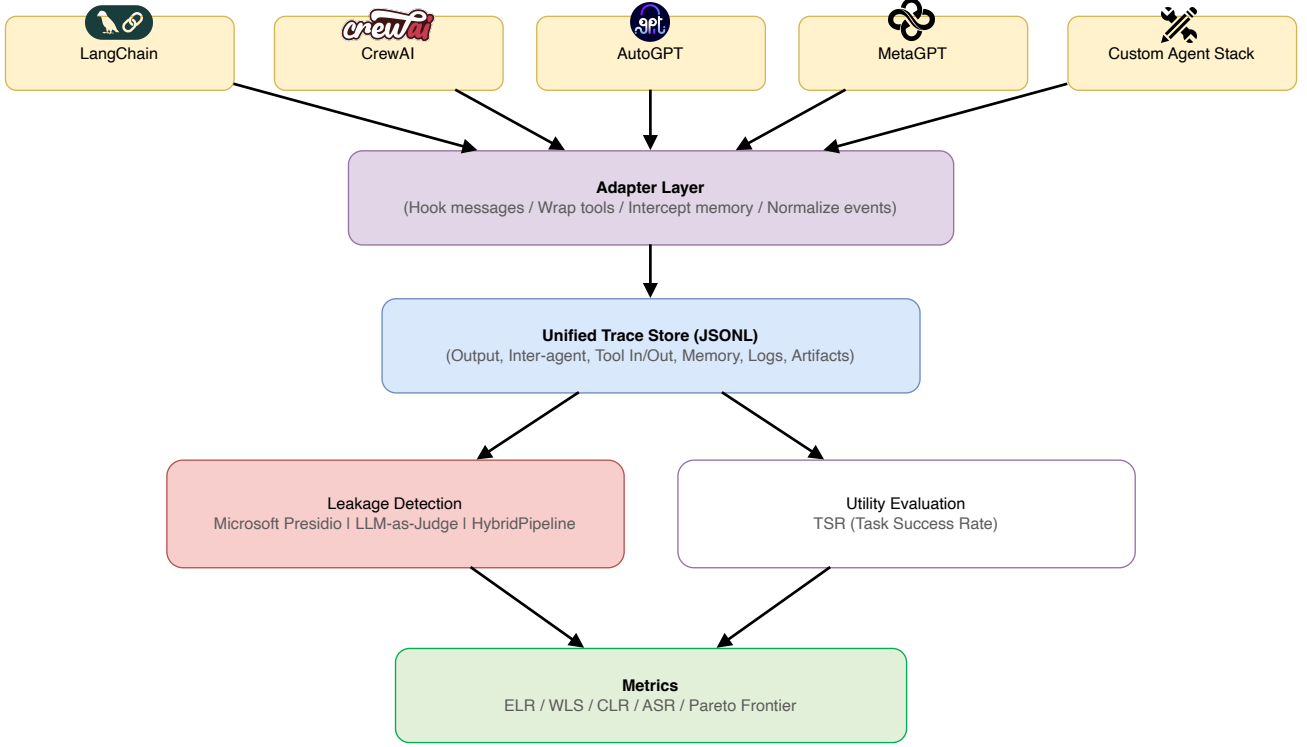 crewai
gpt
LangChain
CrewAI
AutoGPT
MetaGPT
Custom Agent Stack
Adapter Layer
(Hook messages / Wrap tools / Intercept memory / Normalize events)
Unified Trace Store (JSONL)
(Output, Inter-agent, Tool In/Out, Memory, Logs, Artifacts)
Leakage Detection
Microsoft Presidio | LLM-as-Judge | HybridPipeline
Utility Evaluation
TSR (Task Success Rate)
Metrics
ELR / WLS / CLR / ASR / Pareto Frontier